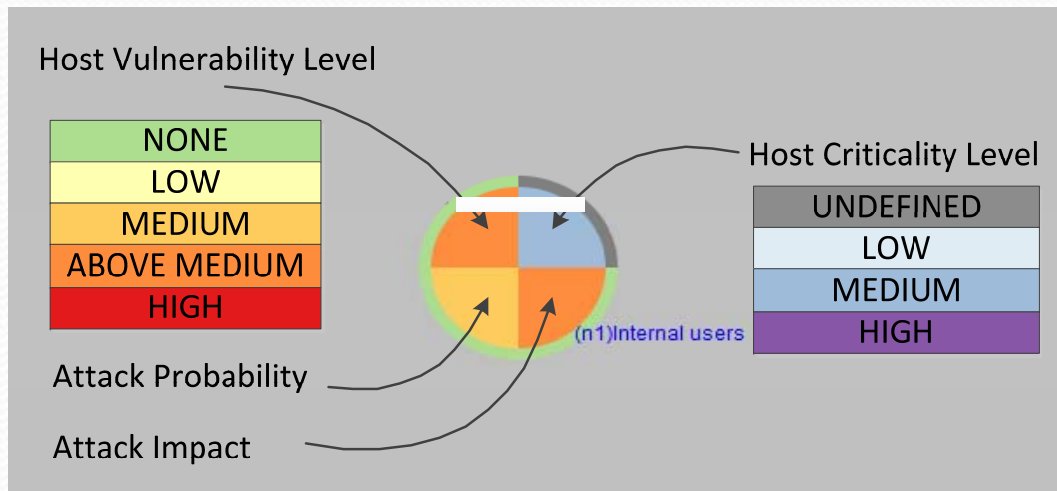 Host Vulnerability Level
NONE
LOW
MEDIUM
ABOVE MEDIUM
HIGH
Host Criticality Level
UNDEFINED
LOW
MEDIUM
HIGH
(n1)Internal users
Attack Probability
Attack Impact